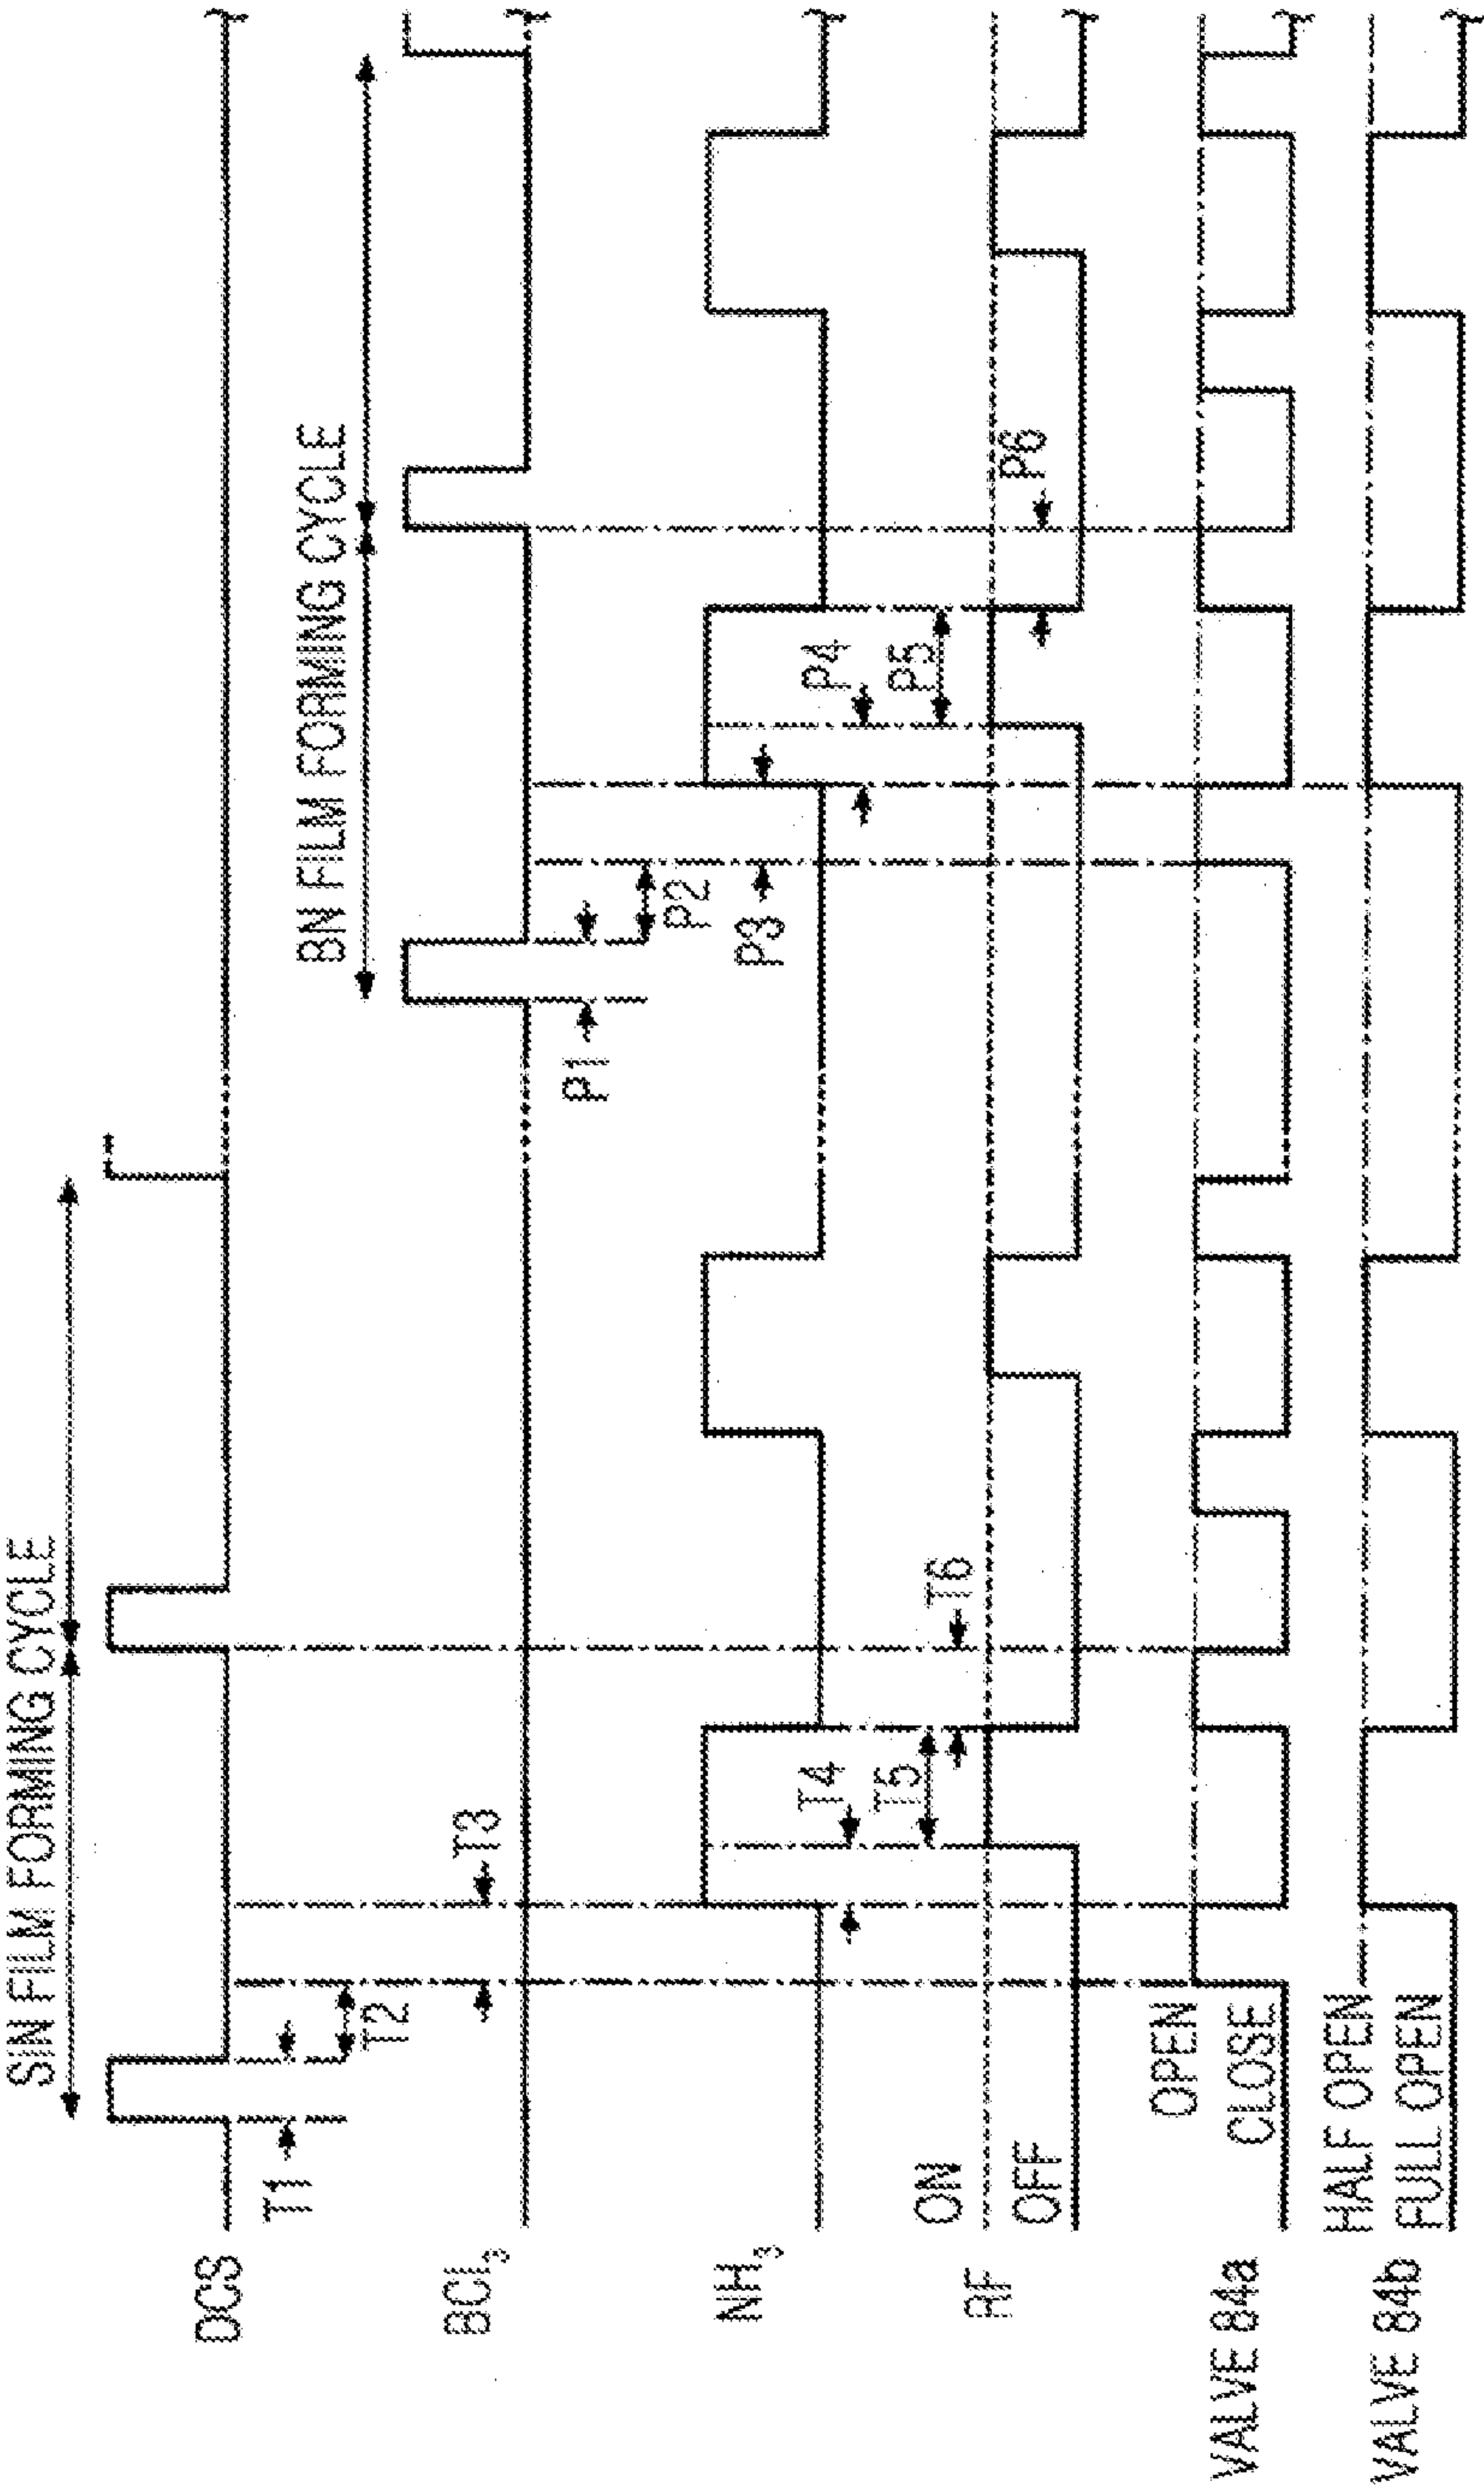 SiN FILM FORMING CYCLE
BN FILM FORMING CYCLE
DCS
T1
T2
BCl3
T3
P1
P2
P3
NH3
T4
T5
T6
P4
P5
P6
RF
ON
OFF
VALVE 84a
OPEN
CLOSE
VALVE 84b
HALF OPEN
FULL OPEN